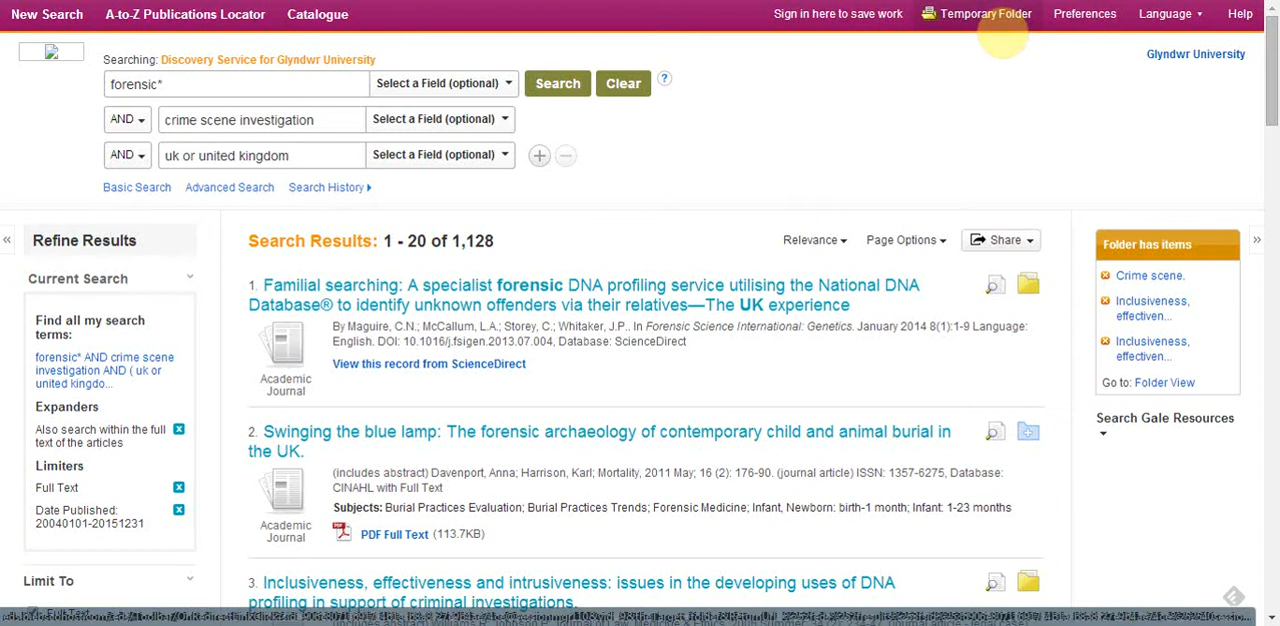 New Search A-to-Z Publications Locator Catalogue Sign in here to save work Temporary Folder Preferences Language Help
Glyndwr University
Searching: Discovery Service for Glyndwr University
forensic* Select a Field (optional) Search Clear ?
AND crime scene investigation Select a Field (optional)
AND uk or united kingdom Select a Field (optional)
Basic Search Advanced Search Search History
« Refine Results
Current Search
Find all my search
terms:
forensic* AND crime scene
investigation AND ( uk or
united kingdo...
Expanders
Also search within the full
text of the articles
Limiters
Full Text
Date Published:
20040101-20151231
Limit To
Search Results: 1 - 20 of 1,128
Relevance Page Options Share
1. Familial searching: A specialist forensic DNA profiling service utilising the National DNA
Database® to identify unknown offenders via their relatives—The UK experience
By Maguire, C.N.; McCallum, L.A.; Storey, C.; Whitaker, J.P.. In Forensic Science International: Genetics. January 2014 8(1):1-9 Language:
English. DOI: 10.1016/j.fsigen.2013.07.004, Database: ScienceDirect
View this record from ScienceDirect
Academic
Journal
2. Swinging the blue lamp: The forensic archaeology of contemporary child and animal burial in
the UK.
(includes abstract) Davenport, Anna; Harrison, Karl; Mortality, 2011 May; 16 (2): 176-90. (journal article) ISSN: 1357-6275, Database:
CINAHL with Full Text
Subjects: Burial Practices Evaluation; Burial Practices Trends; Forensic Medicine; Infant, Newborn: birth-1 month; Infant: 1-23 months
PDF Full Text (113.7KB)
Academic
Journal
3. Inclusiveness, effectiveness and intrusiveness: issues in the developing uses of DNA
profiling in support of criminal investigations.
Folder has items »
Crime scene.
Inclusiveness,
effectiven...
Inclusiveness,
effectiven...
Go to: Folder View
Search Gale Resources